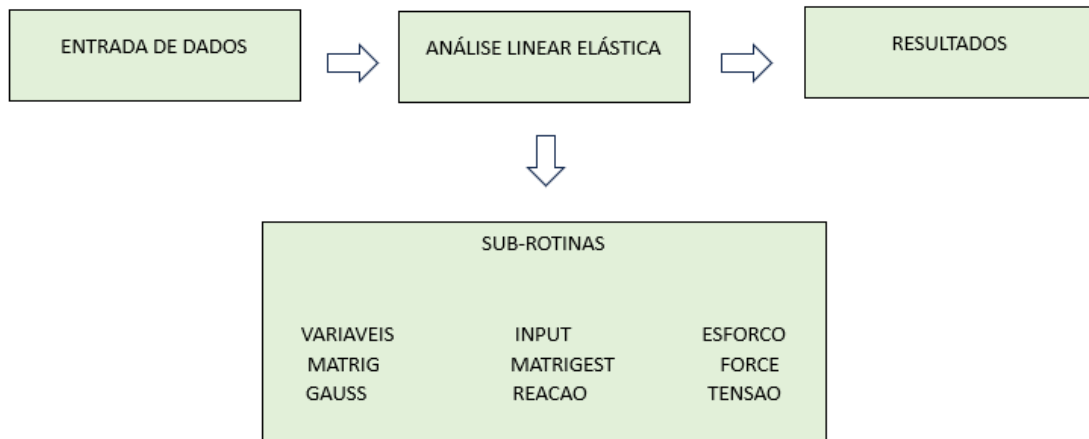 ENTRADA DE DADOS
ANÁLISE LINEAR ELÁSTICA
RESULTADOS
SUB-ROTINAS
VARIAVEIS INPUT ESFORCO
MATRIG MATRIGEST FORCE
GAUSS REACAO TENSAO